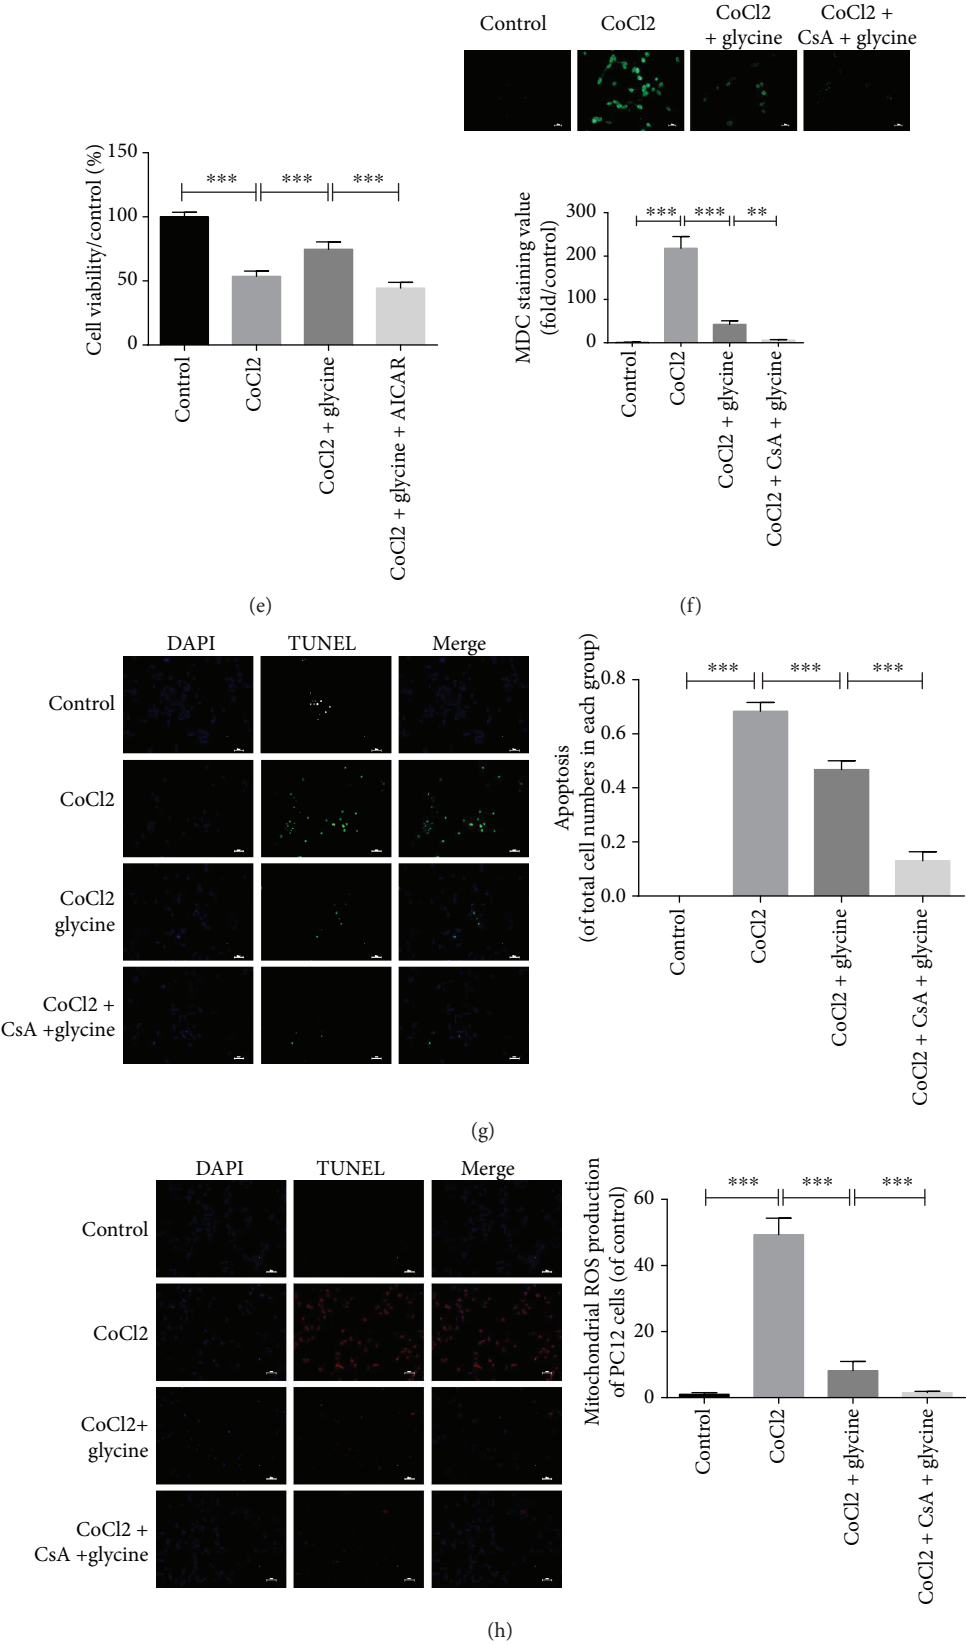 Control
CoCl2
CoCl2
+ glycine
CoCl2 +
CsA + glycine
Cell viability/control (%)
150
100
50
0
***
***
***
Control
CoCl2
CoCl2 + glycine
CoCl2 + glycine + AICAR
(e)
MDC staining value
(fold/control)
300
200
100
0
***
***
**
Control
CoCl2
CoCl2 + glycine
CoCl2 + CsA + glycine
(f)
DAPI
TUNEL
Merge
Control
CoCl2
CoCl2
glycine
CoCl2 +
CsA +glycine
Apoptosis
(of total cell numbers in each group)
0.8
0.6
0.4
0.2
0.0
***
***
***
Control
CoCl2
CoCl2 + glycine
CoCl2 + CsA + glycine
(g)
DAPI
TUNEL
Merge
Control
CoCl2
CoCl2+
glycine
CoCl2 +
CsA +glycine
Mitochondrial ROS production
of PC12 cells (of control)
60
40
20
0
***
***
***
Control
CoCl2
CoCl2 + glycine
CoCl2 + CsA + glycine
(h)